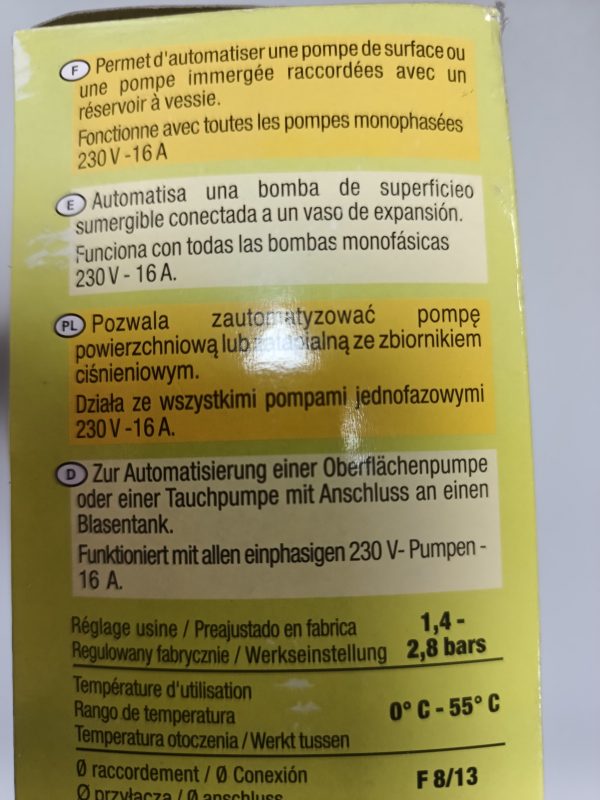 F Permet d'automatiser une pompe de surface ou
une pompe immergée raccordées avec un
réservoir à vessie.
Fonctionne avec toutes les pompes monophasées
230 V - 16 A
E Automatisa una bomba de superficieo
sumergible conectada a un vaso de expansión.
Funciona con todas las bombas monofásicas
230 V - 16 A.
PL Pozwala zautomatyzować pompę
powierzchniową lub ze zbiornikiem
ciśnieniowym.
Działa ze wszystkimi pompami jednofazowymi
230 V -16 A.
D Zur Automatisierung einer Oberflächenpumpe
oder einer Tauchpumpe mit Anschluss an einen
Blasentank.
Funktioniert mit allen einphasigen 230 V- Pumpen -
16 A.
Réglage usine / Preajustado en fabrica 1,4 -
Regulowany fabrycznie / Werkseinstellung 2,8 bars
Température d'utilisation
Rango de temperatura 0° C - 55° C
Temperatura otoczenia / Werkt tussen
Ø raccordement / Ø Conexión F 8/13
Ø przyłącza / Ø anschluss